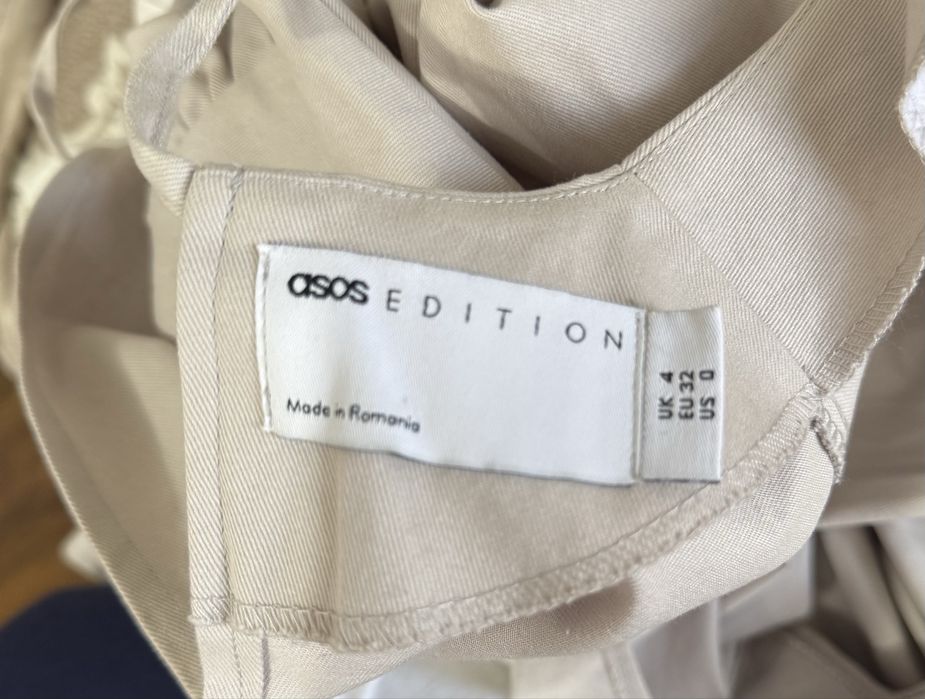 asos EDITION
Made in Romania
UK 4
EU 32
US 0